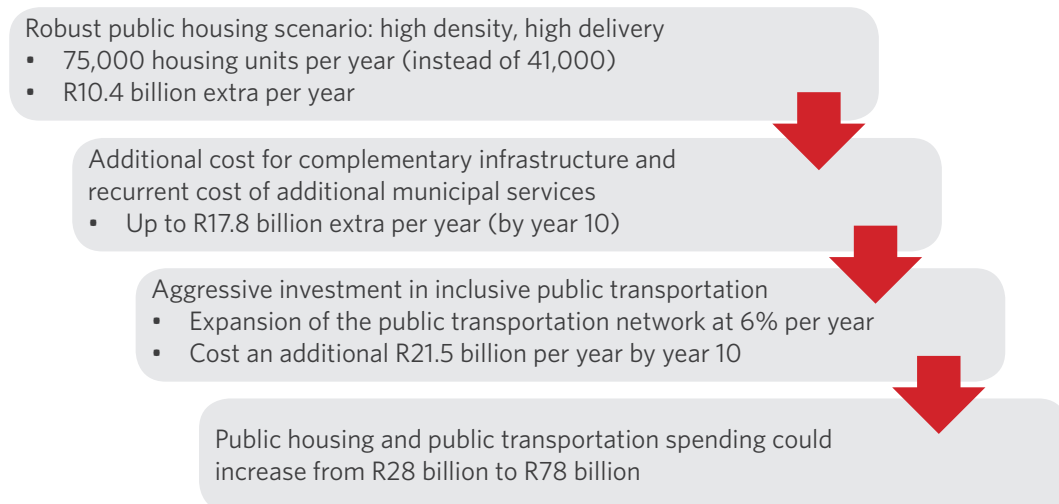 Robust public housing scenario: high density, high delivery
• 75,000 housing units per year (instead of 41,000)
• R10.4 billion extra per year
Additional cost for complementary infrastructure and
recurrent cost of additional municipal services
• Up to R17.8 billion extra per year (by year 10)
Aggressive investment in inclusive public transportation
• Expansion of the public transportation network at 6% per year
• Cost an additional R21.5 billion per year by year 10
Public housing and public transportation spending could
increase from R28 billion to R78 billion